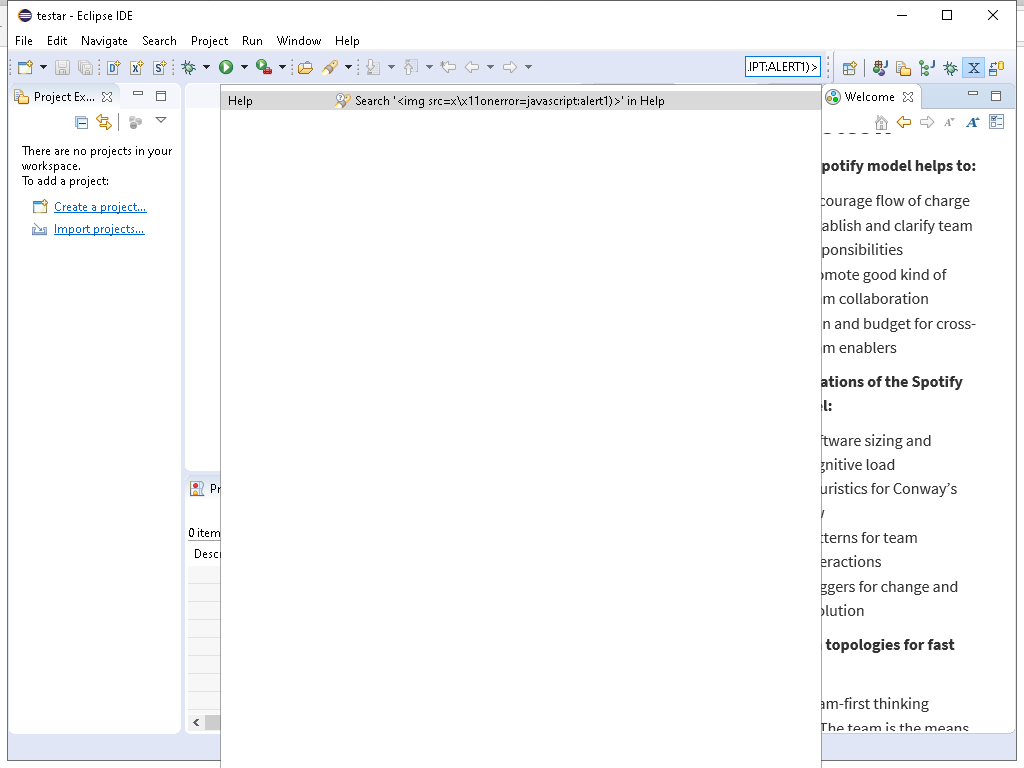 testar - Eclipse IDE
File Edit Navigate Search Project Run Window Help
JPT:ALERT1)>
Project Ex...
Help Search '<img src=x\x11onerror=javascript:alert1)>' in Help
Welcome
There are no projects in your
workspace.
To add a project:
Create a project...
Import projects...
potify model helps to:
courage flow of charge
ablish and clarify team
ponsibilities
omote good kind of
m collaboration
n and budget for cross-
m enablers
ations of the Spotify
el:
ftware sizing and
gnitive load
uristics for Conway's
tterns for team
eractions
ggers for change and
olution
topologies for fast
am-first thinking
The team is the means
Pr
0 item
Descr